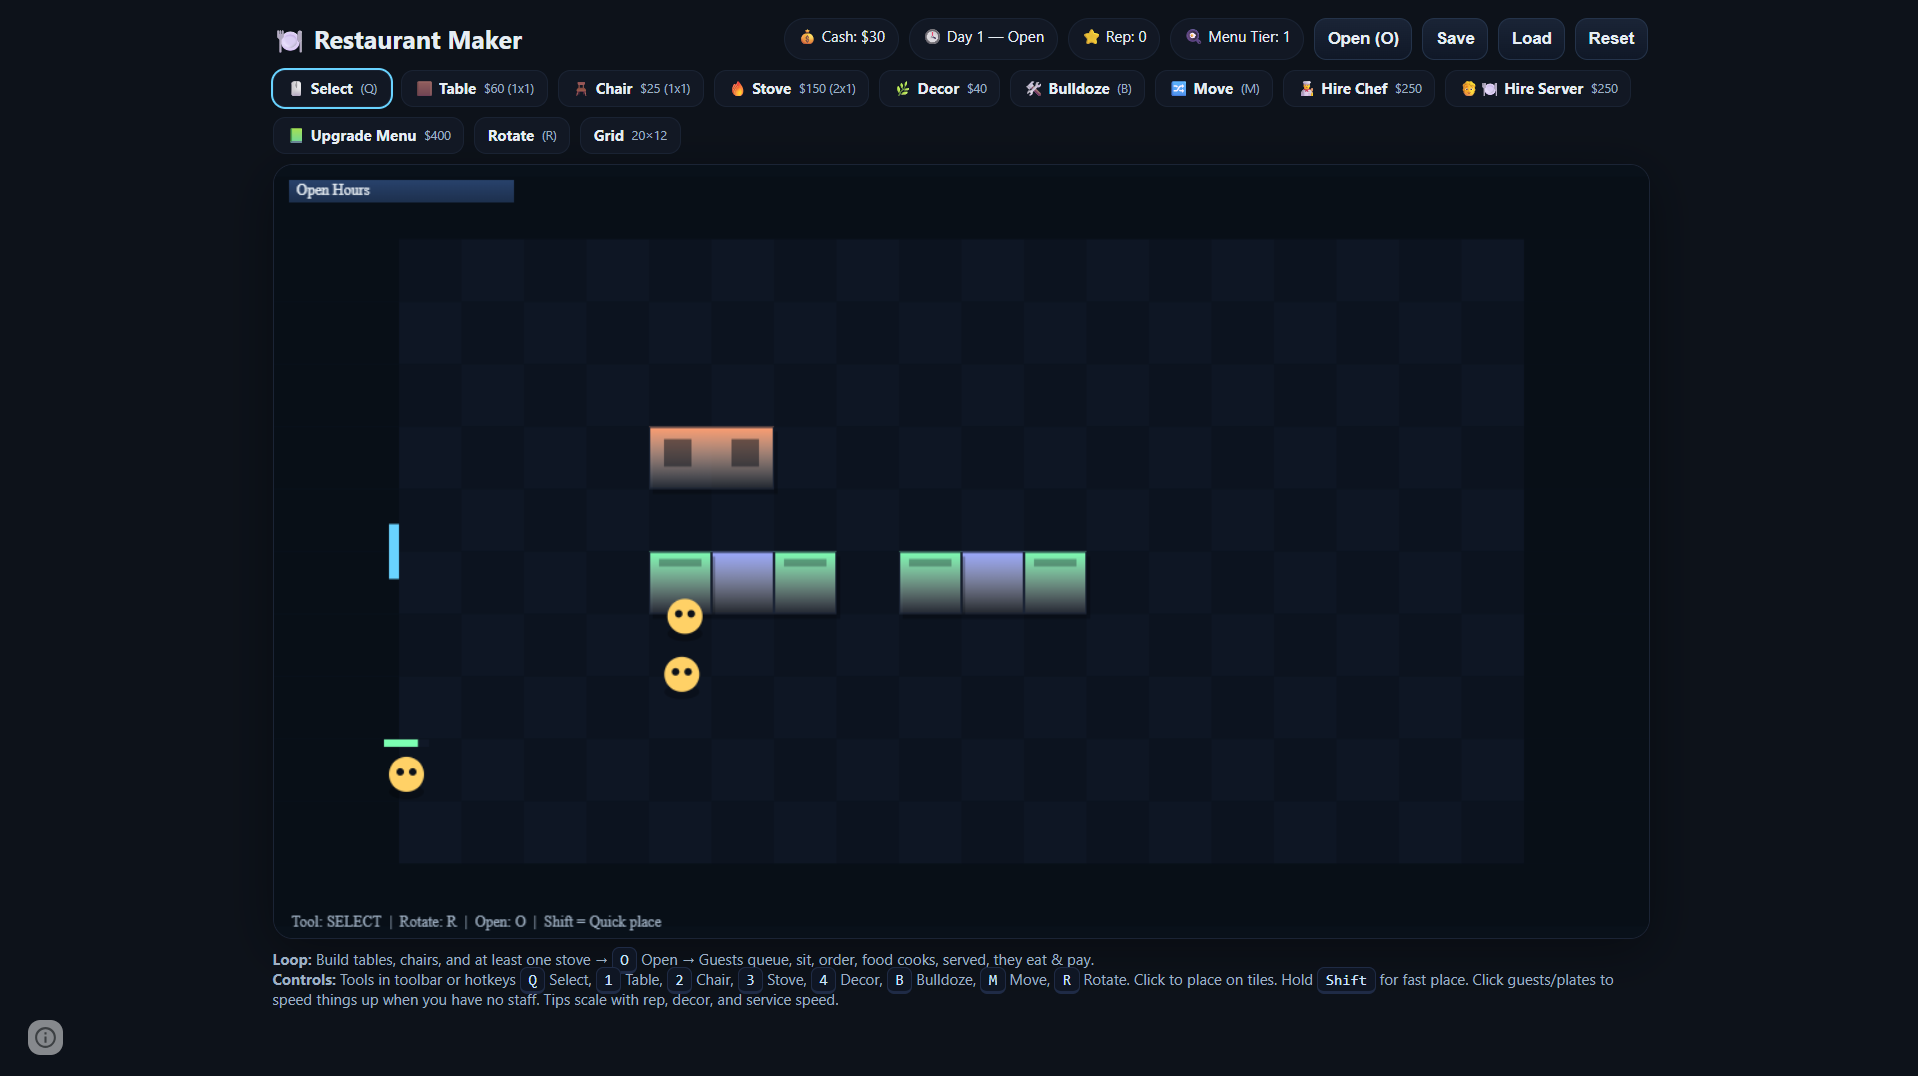 🍽️ Restaurant Maker
💰 Cash: $30
🕒 Day 1 — Open
⭐ Rep: 0
🍳 Menu Tier: 1
Open (O)
Save
Load
Reset
🖱️ Select (Q)
🟫 Table $60 (1x1)
🪑 Chair $25 (1x1)
🔥 Stove $150 (2x1)
🌿 Decor $40
🛠️ Bulldoze (B)
🔀 Move (M)
👨‍🍳 Hire Chef $250
🧑‍🍽️ Hire Server $250
📗 Upgrade Menu $400
Rotate (R)
Grid 20×12
Open Hours
Tool: SELECT | Rotate: R | Open: O | Shift = Quick place
Loop: Build tables, chairs, and at least one stove → O Open → Guests queue, sit, order, food cooks, served, they eat & pay.
Controls: Tools in toolbar or hotkeys Q Select, 1 Table, 2 Chair, 3 Stove, 4 Decor, B Bulldoze, M Move, R Rotate. Click to place on tiles. Hold Shift for fast place. Click guests/plates to
speed things up when you have no staff. Tips scale with rep, decor, and service speed.